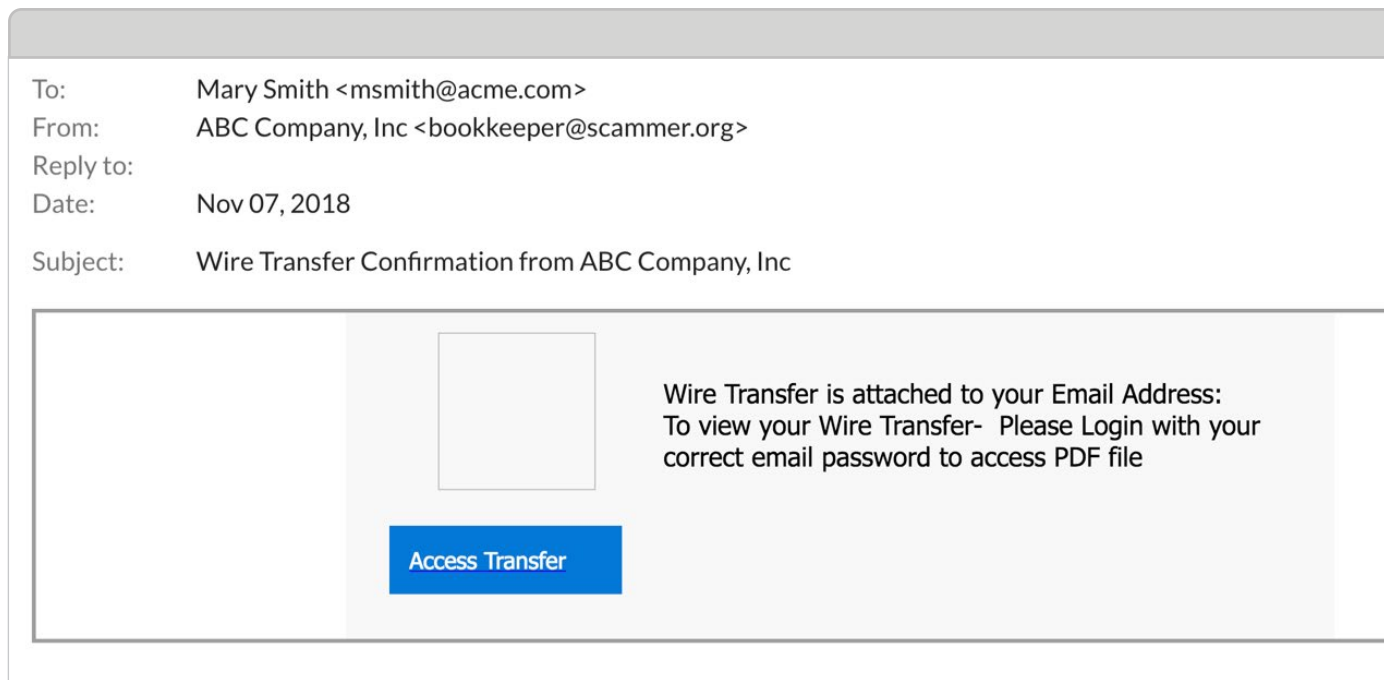 To: Mary Smith <msmith@acme.com>
From: ABC Company, Inc <bookkeeper@scammer.org>
Reply to:
Date: Nov 07, 2018
Subject: Wire Transfer Confirmation from ABC Company, Inc
Wire Transfer is attached to your Email Address:
To view your Wire Transfer-  Please Login with your
correct email password to access PDF file
Access Transfer